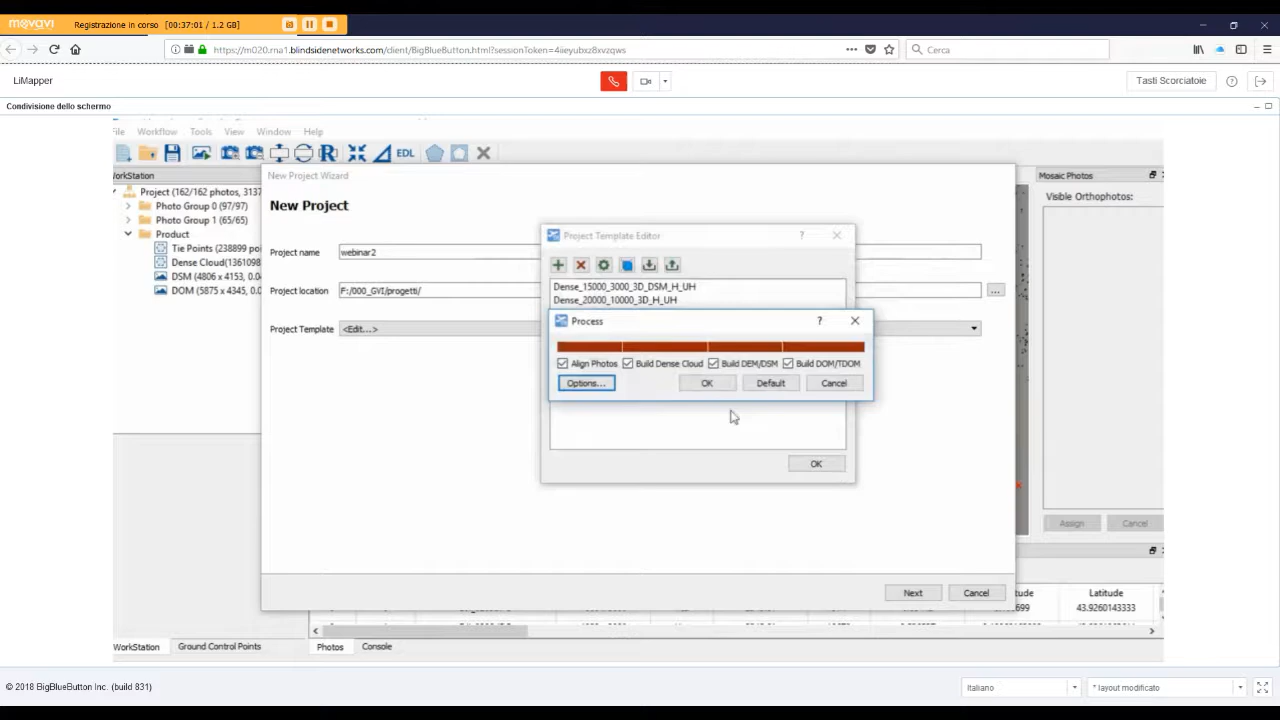 movavi
Registrazione in corso [00:37:01 / 1.2 GB]
https://m020.rna1.blindsidenetworks.com/client/BigBlueButton.html?sessionToken=4iieyubxz8xvzqws
Cerca
LiMapper
Tasti Scorciatoie
Condivisione dello schermo
File Workflow Tools View Window Help
R EDL
WorkStation
Project (162/162 photos, 3137
Photo Group 0 (97/97)
Photo Group 1 (65/65)
Product
Tie Points (238899 poi
Dense Cloud(1361098
DSM (4806 x 4153, 0.04
DOM (5875 x 4345, 0.0
New Project Wizard
New Project
Project name webinar2
Project location F:/000_GVI/progetti/ ...
Project Template <Edit...>
Project Template Editor ?
Dense_15000_3000_3D_DSM_H_UH
Dense_20000_10000_3D_H_UH
Process ?
Align Photos Build Dense Cloud Build DEM/DSM Build DOM/TDOM
Options... OK Default Cancel
OK
Next Cancel
Mosaic Photos
Visible Orthophotos:
Assign Cancel
tude Latitude
43.9260143333
WorkStation Ground Control Points Photos Console
© 2018 BigBlueButton Inc. (build 831)
Italiano
* layout modificato